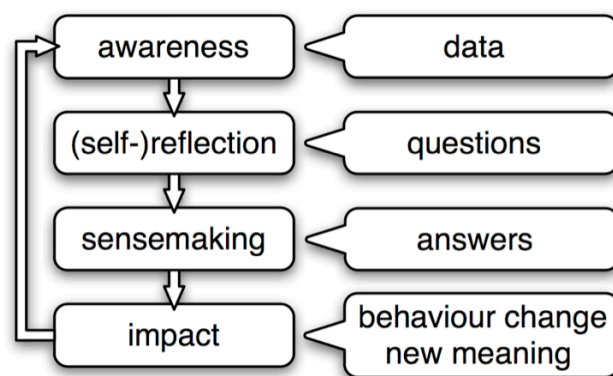 awareness
data
(self-)reflection
questions
sensemaking
answers
impact
behaviour change
new meaning